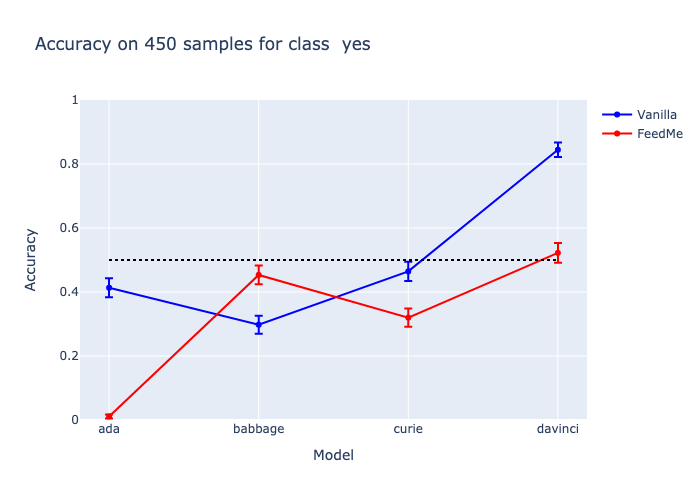 Accuracy on 450 samples for class  yes
Vanilla
FeedMe
Accuracy
1
0.8
0.6
0.4
0.2
0
ada
babbage
curie
davinci
Model